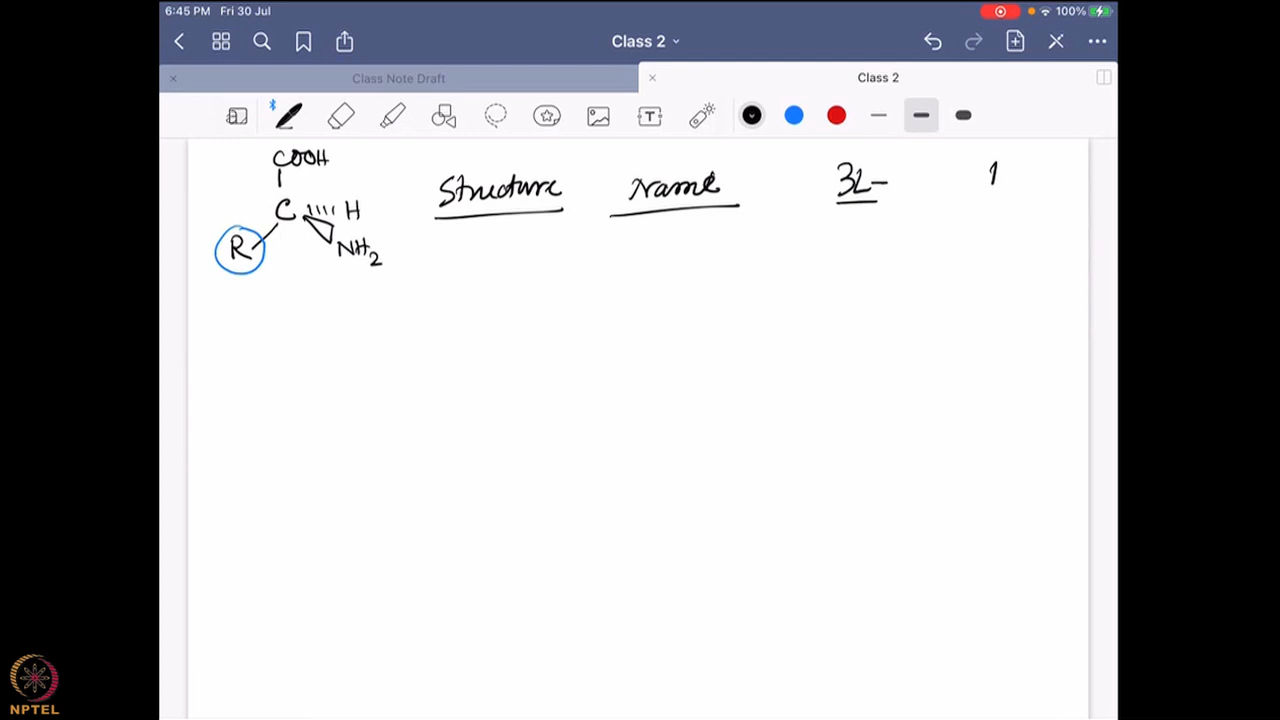 6:45 PM Fri 30 Jul 100%
Class 2
Class Note Draft Class 2
T
COOH
Structure Name 3L- 1
C H
R NH2
NPTEL